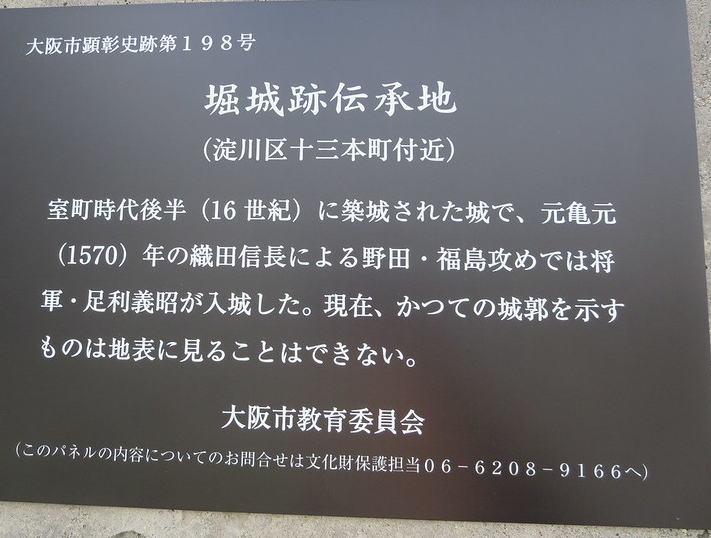 大阪市顕彰史跡第１９８号
堀城跡伝承地
（淀川区十三本町付近）
室町時代後半（16 世紀）に築城された城で、元亀元
（1570）年の織田信長による野田・福島攻めでは将
軍・足利義昭が入城した。現在、かつての城郭を示す
ものは地表に見ることはできない。
大阪市教育委員会
（このパネルの内容についてのお問合せは文化財保護担当０６－６２０８－９１６６へ）